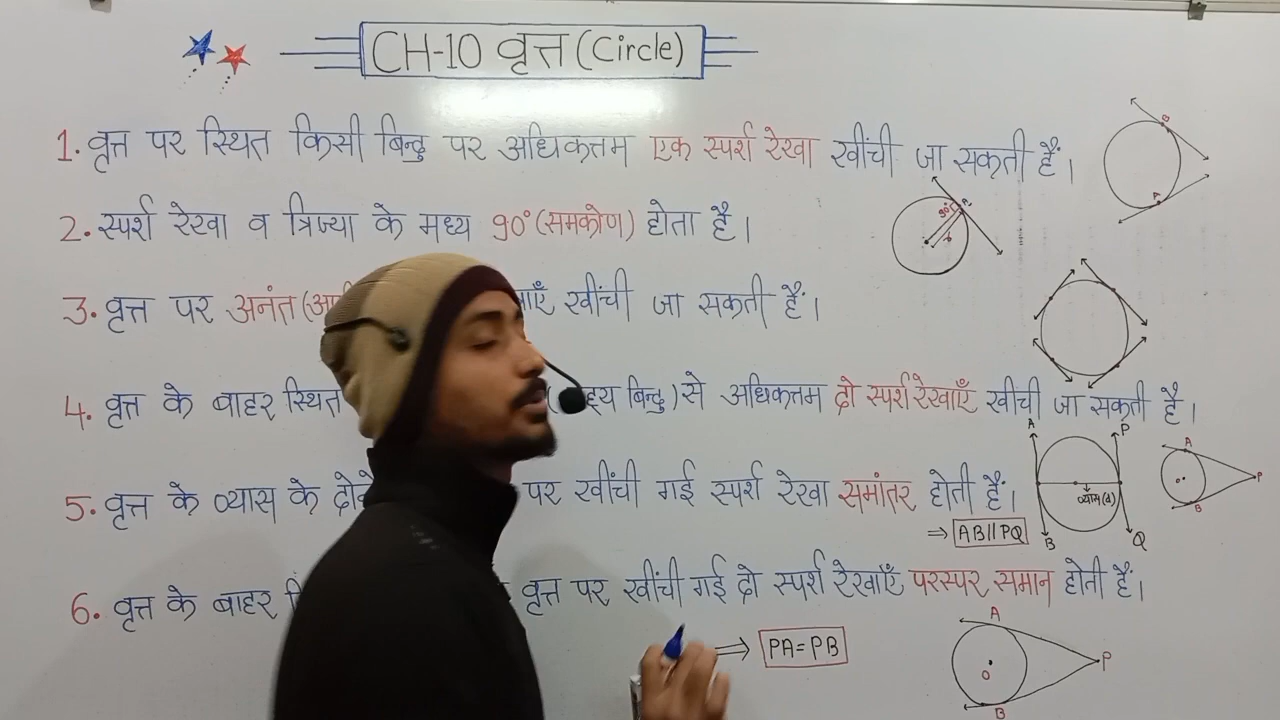 CH-10 वृत्त (Circle)
1. वृत्त पर स्थित किसी बिन्दु पर अधिकत्तम एक स्पर्श रेखा खींची जा सकती हैं।
B
A
2. स्पर्श रेखा व त्रिज्या के मध्य 90° (समकोण) होता है।
90°
r
3. वृत्त पर अनंत खींची जा सकती हैं।
4. वृत्त के बाहर स्थित बिन्दु) से अधिकत्तम दो स्पर्श रेखाएँ खींची जा सकती है।
A P
A
P
B
व्यास(d)
B Q
5. वृत्त के व्यास के पर खींची गई स्पर्श रेखा समांतर होती हैं।
⇒ AB||PQ
6. वृत्त के बाहर वृत्त पर खींची गई दो स्पर्श रेखाएँ परस्पर समान होती हैं।
⇒ PA=PB
A
P
O
B